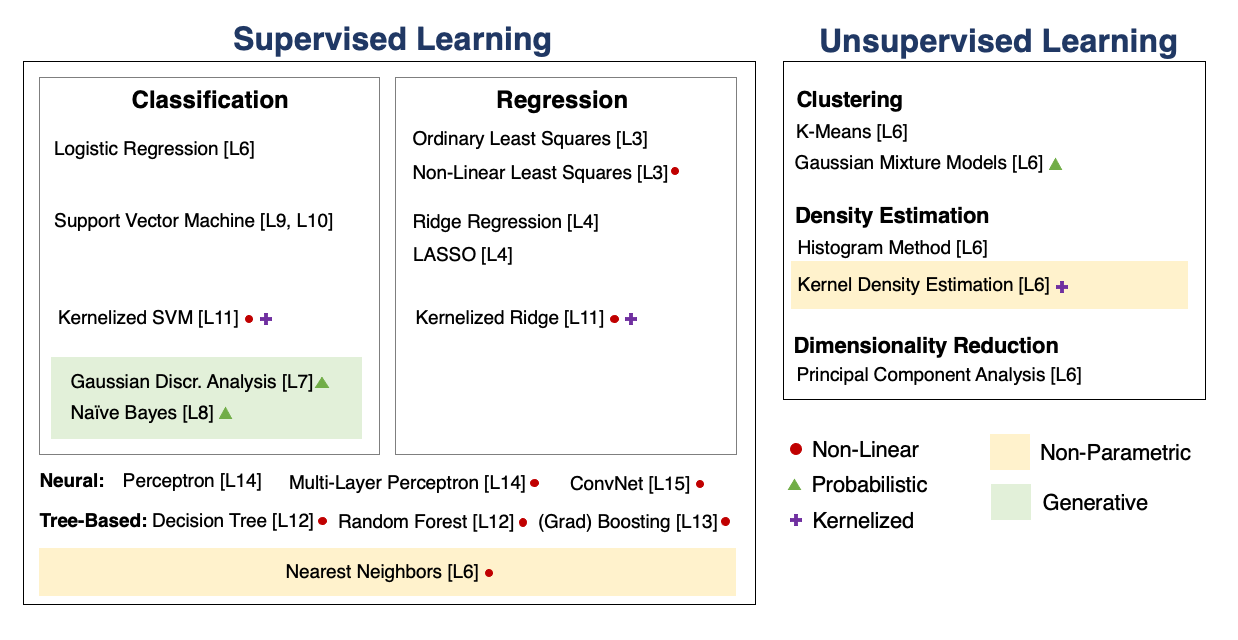 Supervised Learning
Classification
Logistic Regression [L6]
Support Vector Machine [L9, L10]
Kernelized SVM [L11]
Gaussian Discr. Analysis [L7]
Naïve Bayes [L8]
Regression
Ordinary Least Squares [L3]
Non-Linear Least Squares [L3]
Ridge Regression [L4]
LASSO [L4]
Kernelized Ridge [L11]
Neural: Perceptron [L14] Multi-Layer Perceptron [L14] ConvNet [L15]
Tree-Based: Decision Tree [L12] Random Forest [L12] (Grad) Boosting [L13]
Nearest Neighbors [L6]
Unsupervised Learning
Clustering
K-Means [L6]
Gaussian Mixture Models [L6]
Density Estimation
Histogram Method [L6]
Kernel Density Estimation [L6]
Dimensionality Reduction
Principal Component Analysis [L6]
Non-Linear
Probabilistic
Kernelized
Non-Parametric
Generative